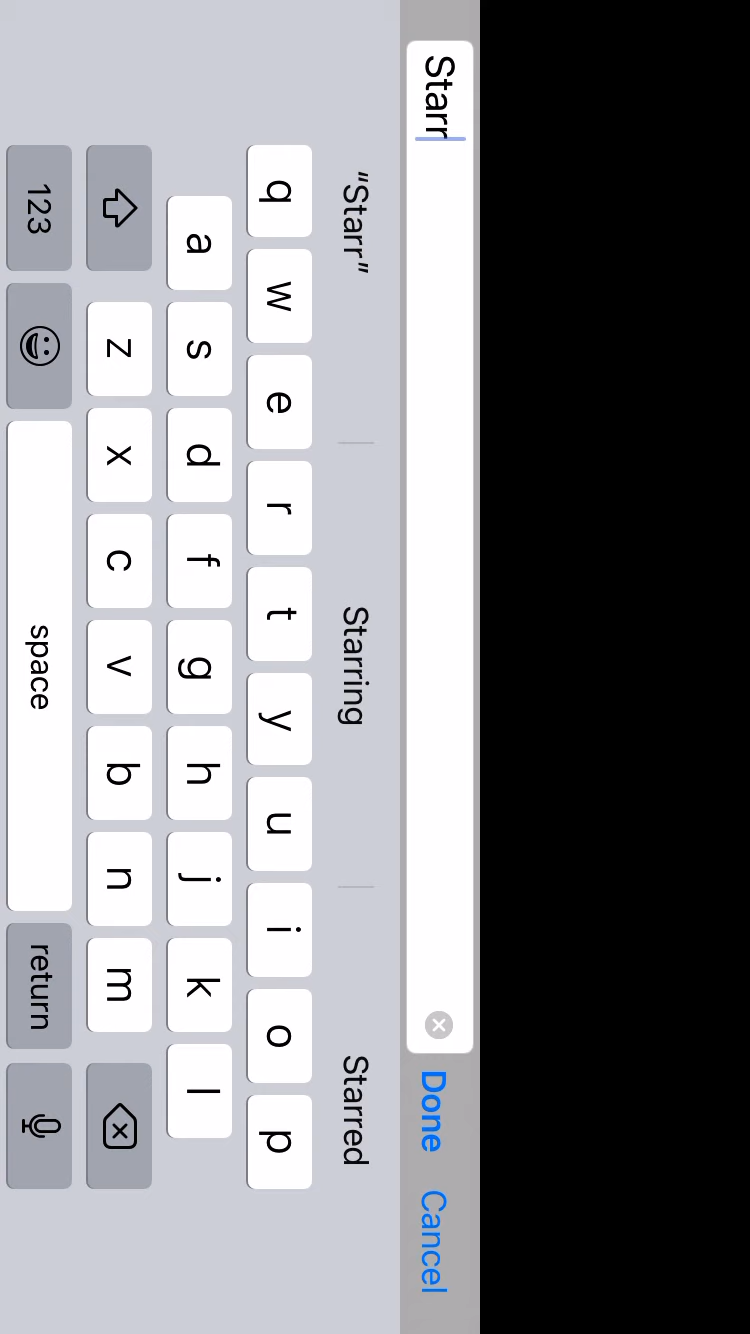 Starr
Done Cancel
“Starr” Starring Starred
q w e r t y u i o p
a s d f g h j k l
z x c v b n m
123 space return